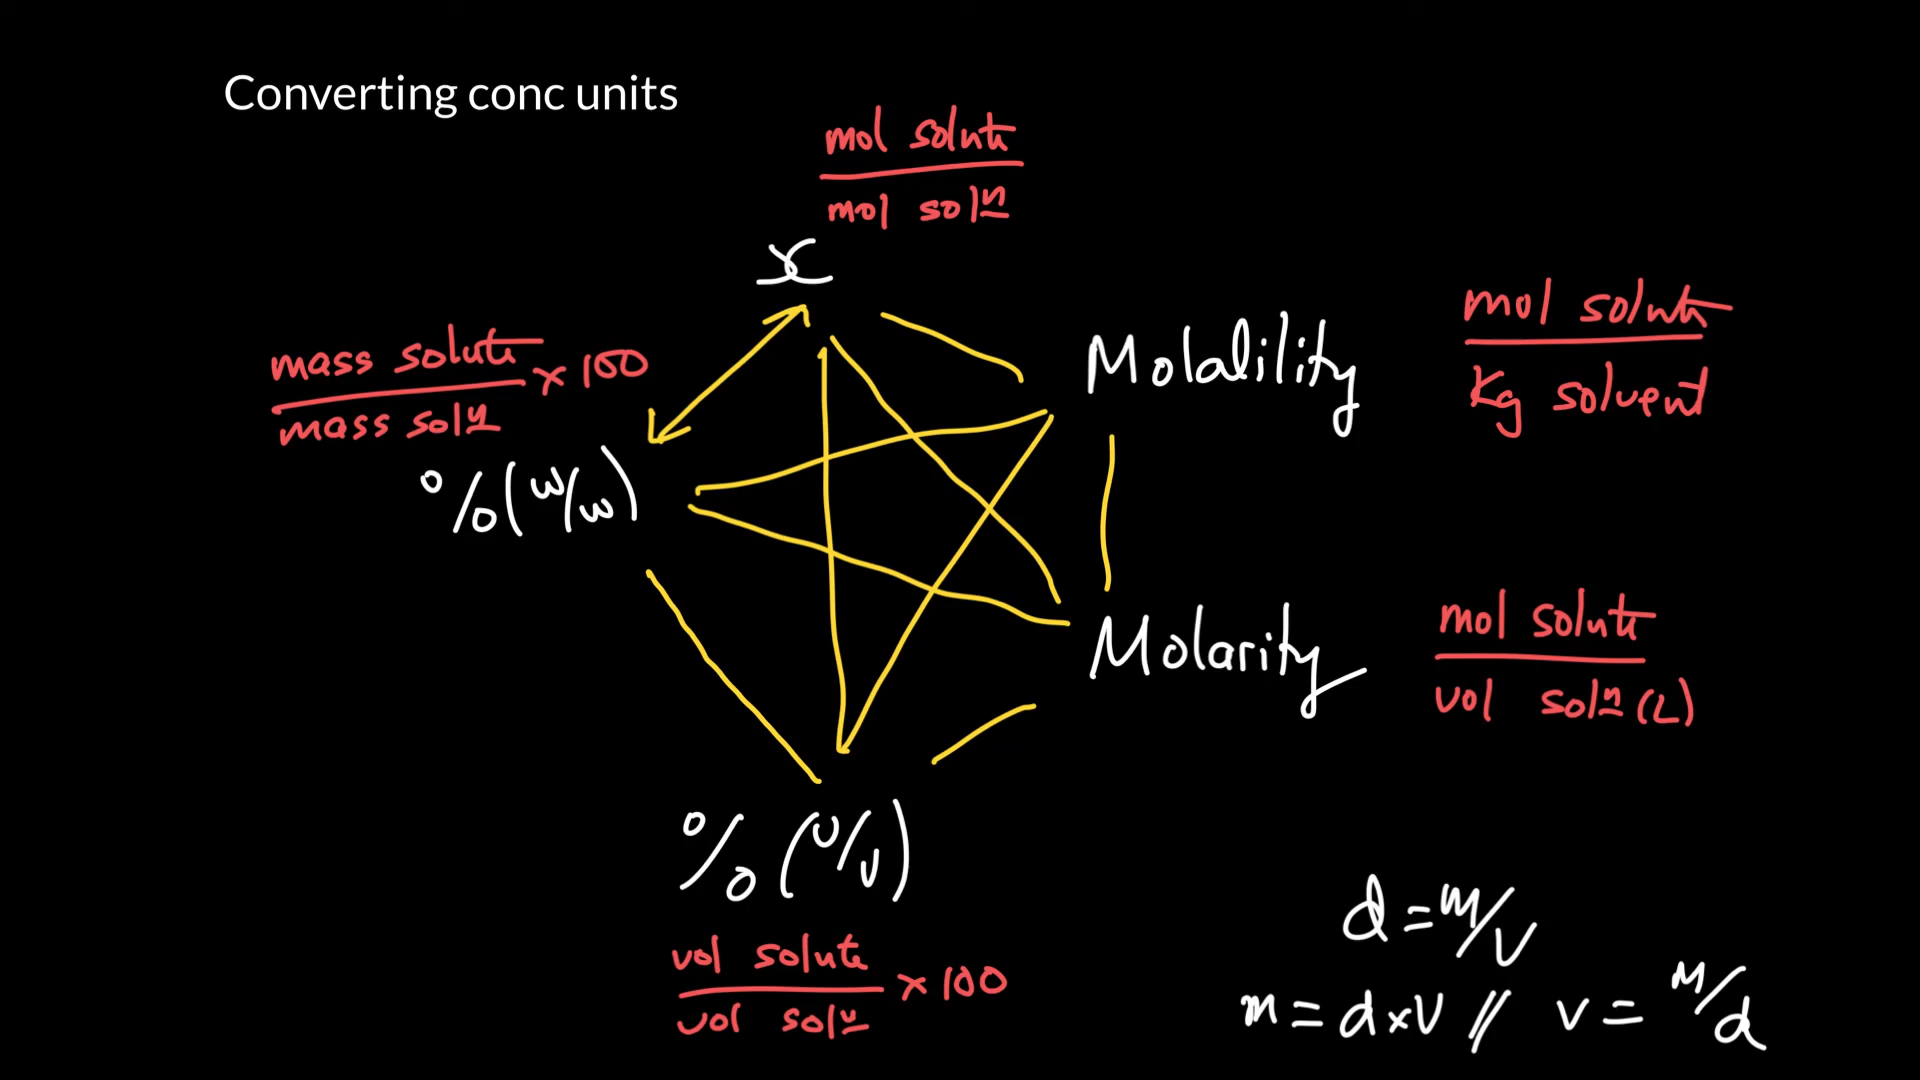 Converting conc units
mol solute
mol solⁿ
x
mass solute
mass solⁿ
× 100
%(w/w)
Molalility
mol solute
Kg solvent
Molarity
mol solute
vol solⁿ (L)
%(v/v)
vol solute
vol solⁿ
× 100
d = m/v
m = d×v // v = m/d